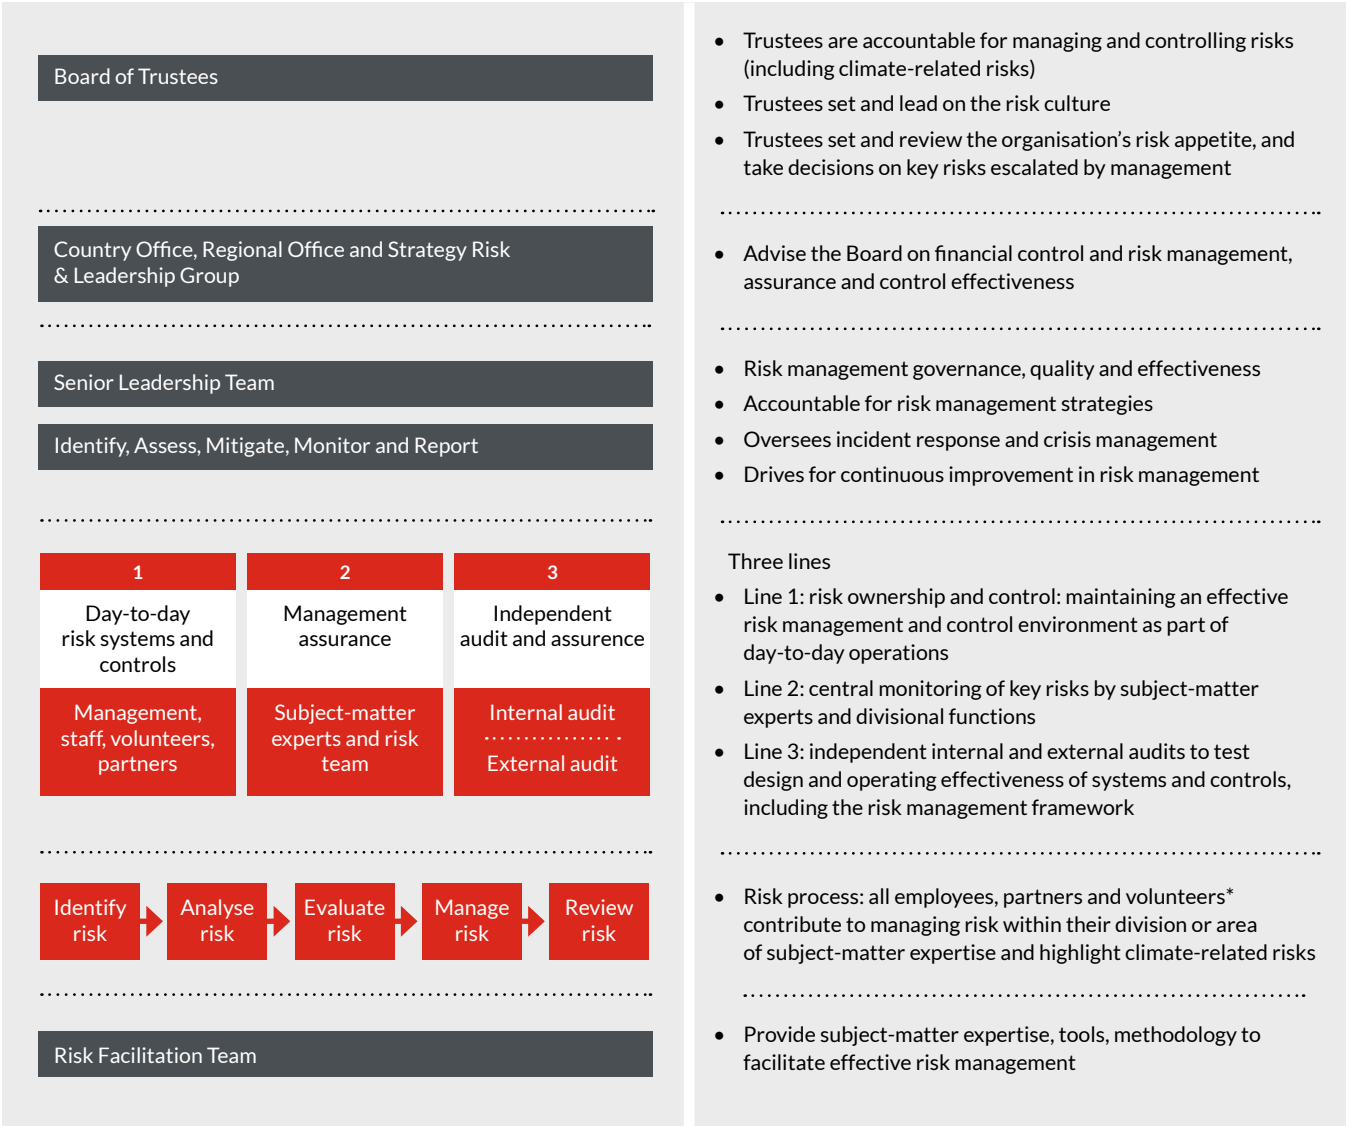 Board of Trustees
• Trustees are accountable for managing and controlling risks
(including climate-related risks)
• Trustees set and lead on the risk culture
• Trustees set and review the organisation’s risk appetite, and
take decisions on key risks escalated by management
Country Office, Regional Office and Strategy Risk
& Leadership Group
• Advise the Board on financial control and risk management,
assurance and control effectiveness
Senior Leadership Team
Identify, Assess, Mitigate, Monitor and Report
• Risk management governance, quality and effectiveness
• Accountable for risk management strategies
• Oversees incident response and crisis management
• Drives for continuous improvement in risk management
1
Day-to-day
risk systems and
controls
Management,
staff, volunteers,
partners
2
Management
assurance
Subject-matter
experts and risk
team
3
Independent
audit and assurence
Internal audit
External audit
Three lines
• Line 1: risk ownership and control: maintaining an effective
risk management and control environment as part of
day-to-day operations
• Line 2: central monitoring of key risks by subject-matter
experts and divisional functions
• Line 3: independent internal and external audits to test
design and operating effectiveness of systems and controls,
including the risk management framework
Identify
risk
Analyse
risk
Evaluate
risk
Manage
risk
Review
risk
• Risk process: all employees, partners and volunteers*
contribute to managing risk within their division or area
of subject-matter expertise and highlight climate-related risks
Risk Facilitation Team
• Provide subject-matter expertise, tools, methodology to
facilitate effective risk management